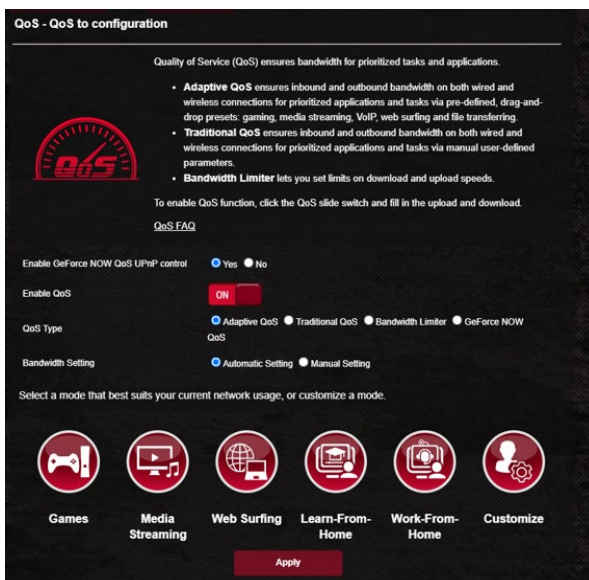 QoS - QoS to configuration
Quality of Service (QoS) ensures bandwidth for prioritized tasks and applications.
• Adaptive QoS ensures inbound and outbound bandwidth on both wired and
wireless connections for prioritized applications and tasks via pre-defined, drag-and-
drop presets: gaming, media streaming, VoIP, web surfing and file transferring.
• Traditional QoS ensures inbound and outbound bandwidth on both wired and
wireless connections for prioritized applications and tasks via manual user-defined
parameters.
• Bandwidth Limiter lets you set limits on download and upload speeds.
QoS
To enable QoS function, click the QoS slide switch and fill in the upload and download.
QoS FAQ
Enable GeForce NOW QoS UPnP control Yes No
Enable QoS ON
QoS Type Adaptive QoS Traditional QoS Bandwidth Limiter GeForce NOW
QoS
Bandwidth Setting Automatic Setting Manual Setting
Select a mode that best suits your current network usage, or customize a mode.
Games Media Web Surfing Learn-From- Work-From- Customize
Streaming Home Home
Apply